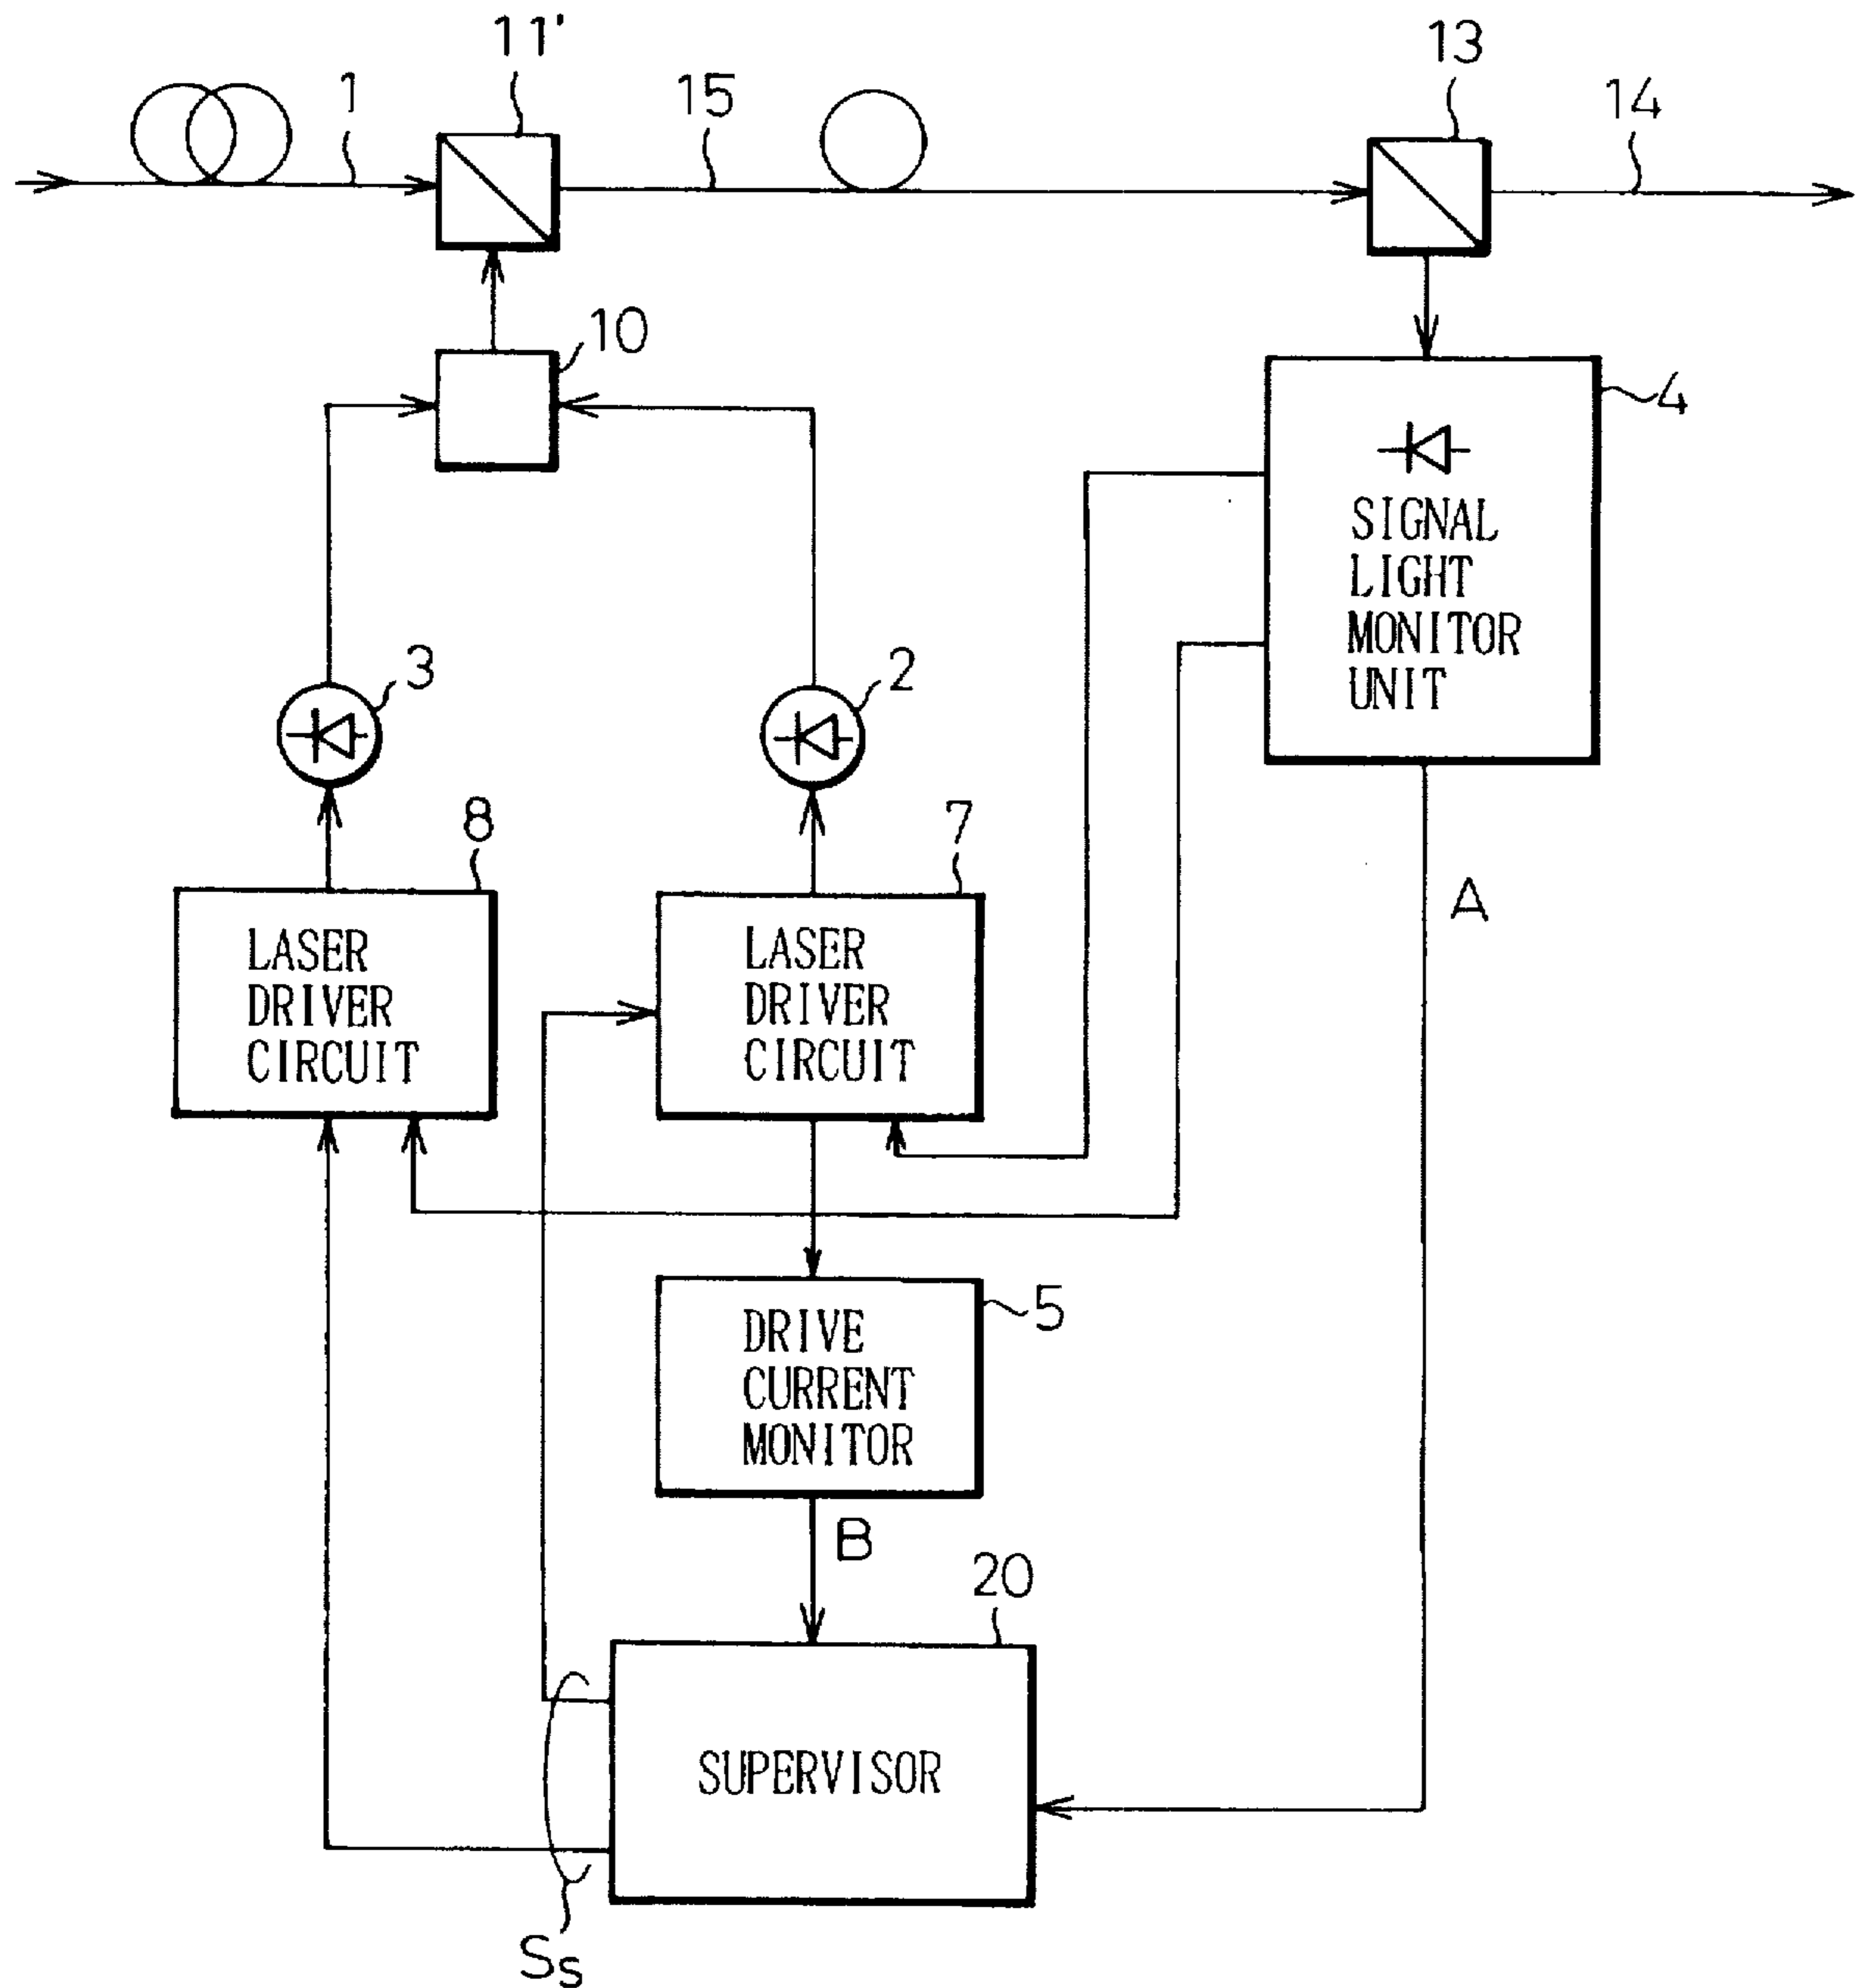 11'
13
1
15
14
10
4
SIGNAL
LIGHT
MONITOR
UNIT
3
2
8
7
A
LASER
DRIVER
CIRCUIT
LASER
DRIVER
CIRCUIT
5
DRIVE
CURRENT
MONITOR
B
20
SUPERVISOR
Ss